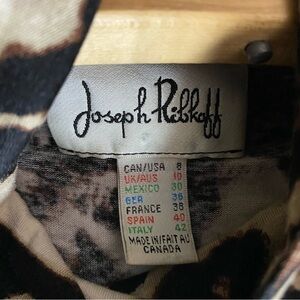 Joseph Ribkoff
CAN/USA 8
UK/AUS 10
MEXICO 30
GER 36
FRANCE 38
SPAIN 40
ITALY 42
MADE IN/FAIT AU
CANADA